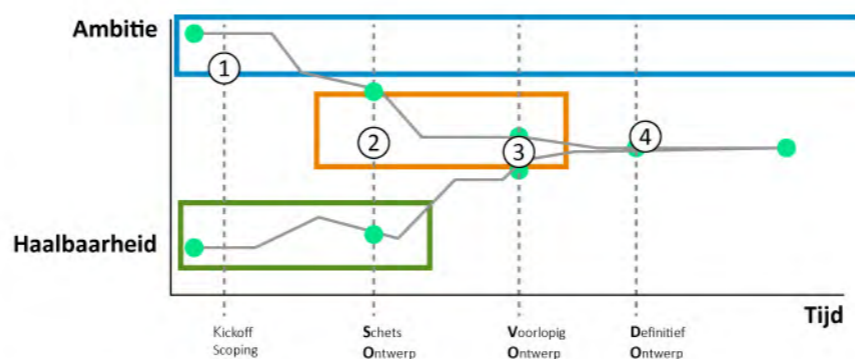 Ambitie
1
2
3
4
Haalbaarheid
Tijd
Kickoff
Scoping
Schets
Ontwerp
Voorlopig
Ontwerp
Definitief
Ontwerp